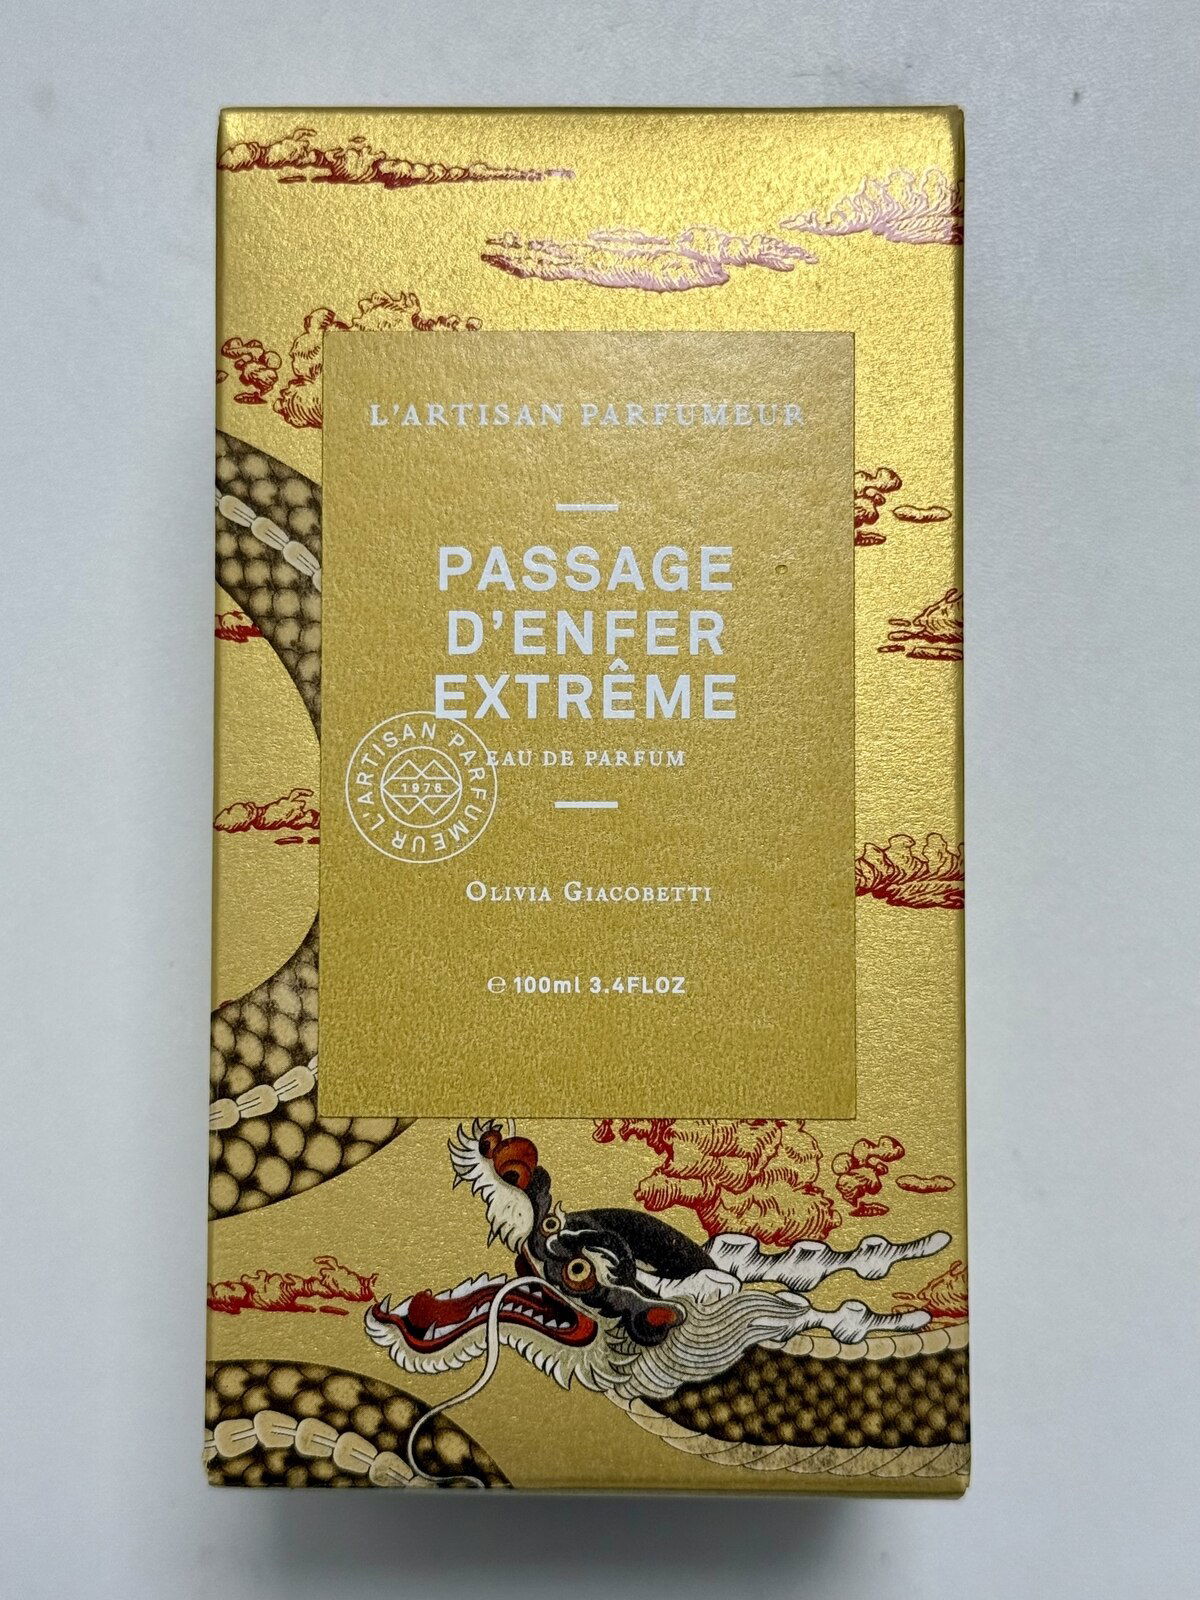 L'ARTISAN PARFUMEUR
PASSAGE
D'ENFER
EXTRÊME
EAU DE PARFUM
L'ARTISAN PARFUMEUR
1976
OLIVIA GIACOBETTI
℮ 100ml 3.4FLOZ